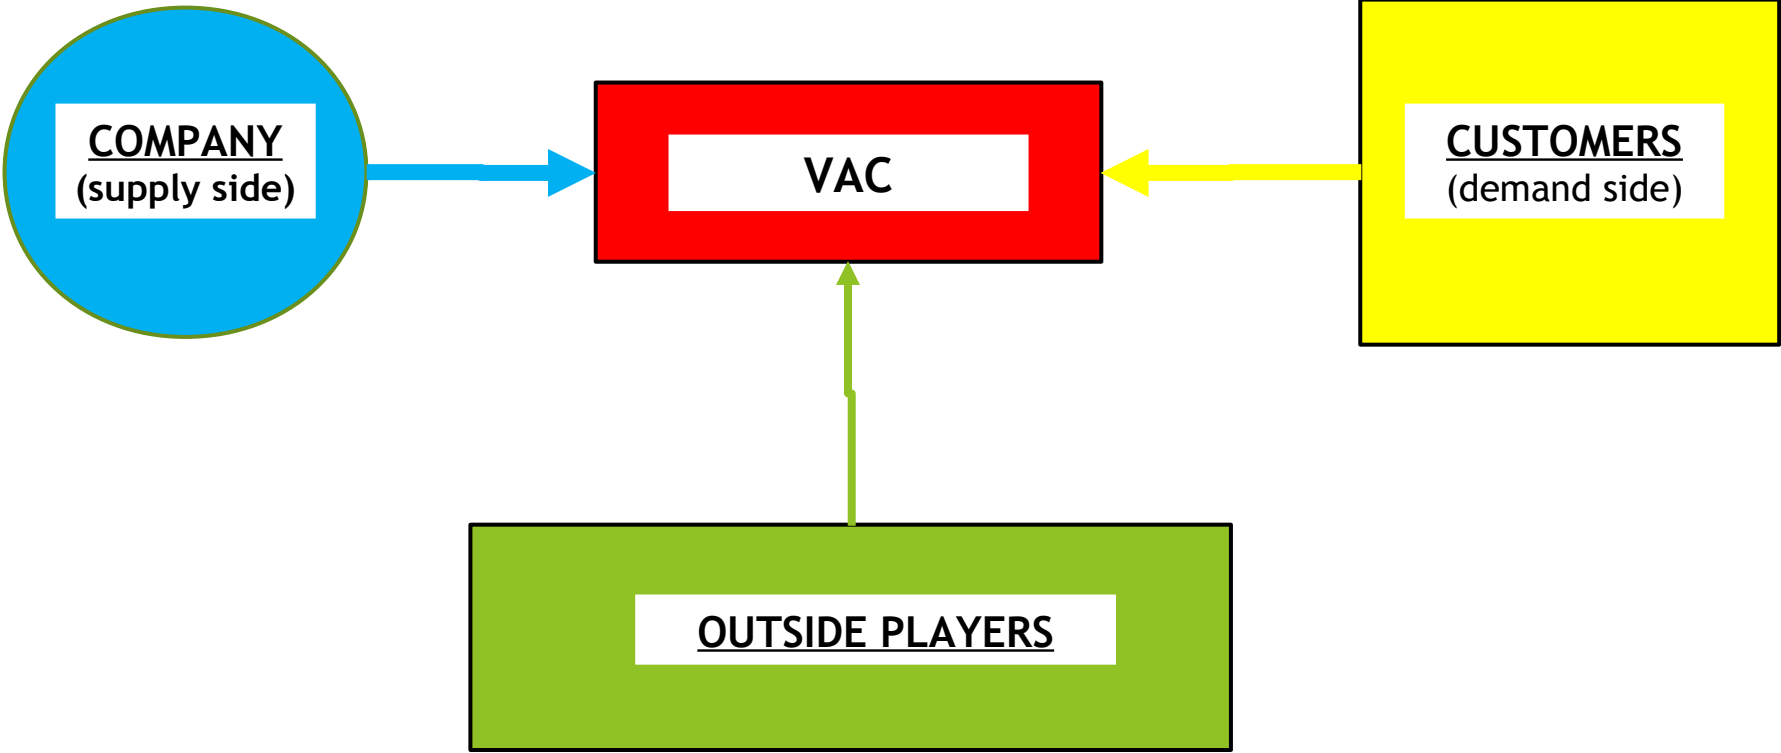 COMPANY
(supply side)
VAC
CUSTOMERS
(demand side)
OUTSIDE PLAYERS